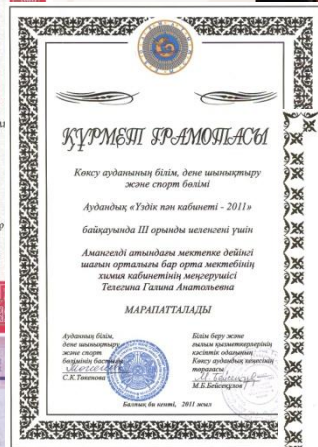 ҚҰРМЕТ ГРАМОТАСЫ
Көксу ауданының білім, дене шынықтыру
және спорт бөлімі
Аудандық «Үздік пән кабинеті - 2011»
байқауында III орынды иеленгені үшін
Амангелді атындағы мектепке дейінгі
шағын орталығы бар орта мектебінің
химия кабинетінің меңгерушісі
Телегина Галина Анатольевна
МАРАПАТТАЛАДЫ
Ауданның білім,
дене шынықтыру
және спорт
бөлімінің бастығы
С.К.Тикенова
Білім беру және
ғылым қызметкерлерінің
кәсіптік одағының
Көксу аудандық кеңесінің
төрағасы
М.Б.Бейсекулов
Балпық би кенті, 2011 жыл